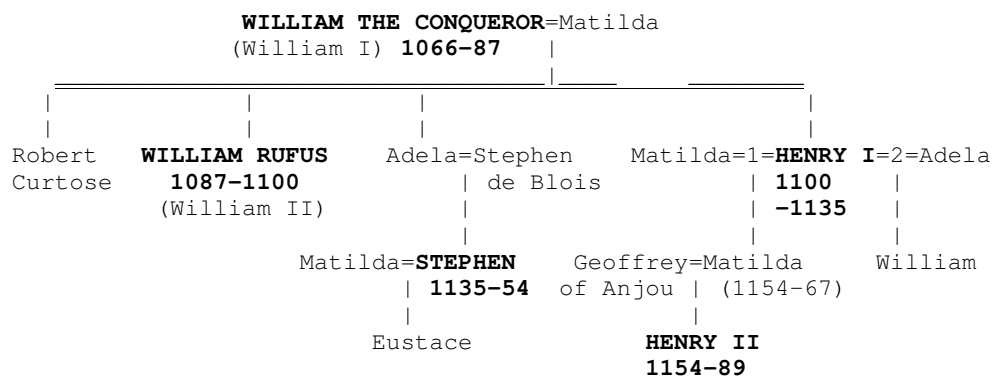 WILLIAM THE CONQUEROR=Matilda
(William I) 1066-87
Robert WILLIAM RUFUS Adela=Stephen Matilda=1=HENRY I=2=Adela
Curtose 1087-1100 de Blois 1100
(William II) -1135
Matilda=STEPHEN Geoffrey=Matilda William
1135-54 of Anjou (1154-67)
Eustace HENRY II
1154-89